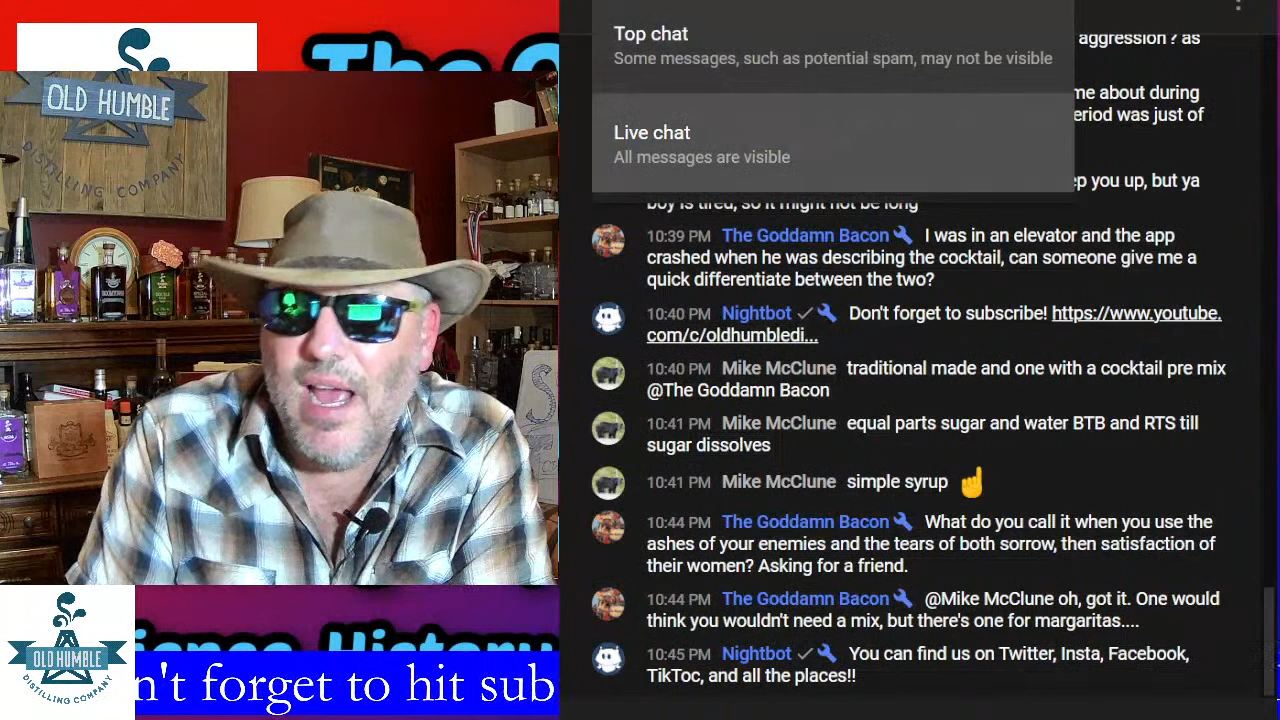 The
OLD HUMBLE
DISTILLING COMPANY
OLD HUMBLE
DISTILLING COMPANY
ience, History
n't forget to hit sub
Top chat
Some messages, such as potential spam, may not be visible
Live chat
All messages are visible
aggression? as
me about during
eriod was just of
ep you up, but ya
boy is tired, so it might not be long
10:39 PM The Goddamn Bacon I was in an elevator and the app
crashed when he was describing the cocktail, can someone give me a
quick differentiate between the two?
10:40 PM Nightbot Don't forget to subscribe! https://www.youtube.
com/c/oldhumbledi...
10:40 PM Mike McClune traditional made and one with a cocktail pre mix
@The Goddamn Bacon
10:41 PM Mike McClune equal parts sugar and water BTB and RTS till
sugar dissolves
10:41 PM Mike McClune simple syrup ☝
10:44 PM The Goddamn Bacon What do you call it when you use the
ashes of your enemies and the tears of both sorrow, then satisfaction of
their women? Asking for a friend.
10:44 PM The Goddamn Bacon @Mike McClune oh, got it. One would
think you wouldn't need a mix, but there's one for margaritas....
10:45 PM Nightbot You can find us on Twitter, Insta, Facebook,
TikToc, and all the places!!